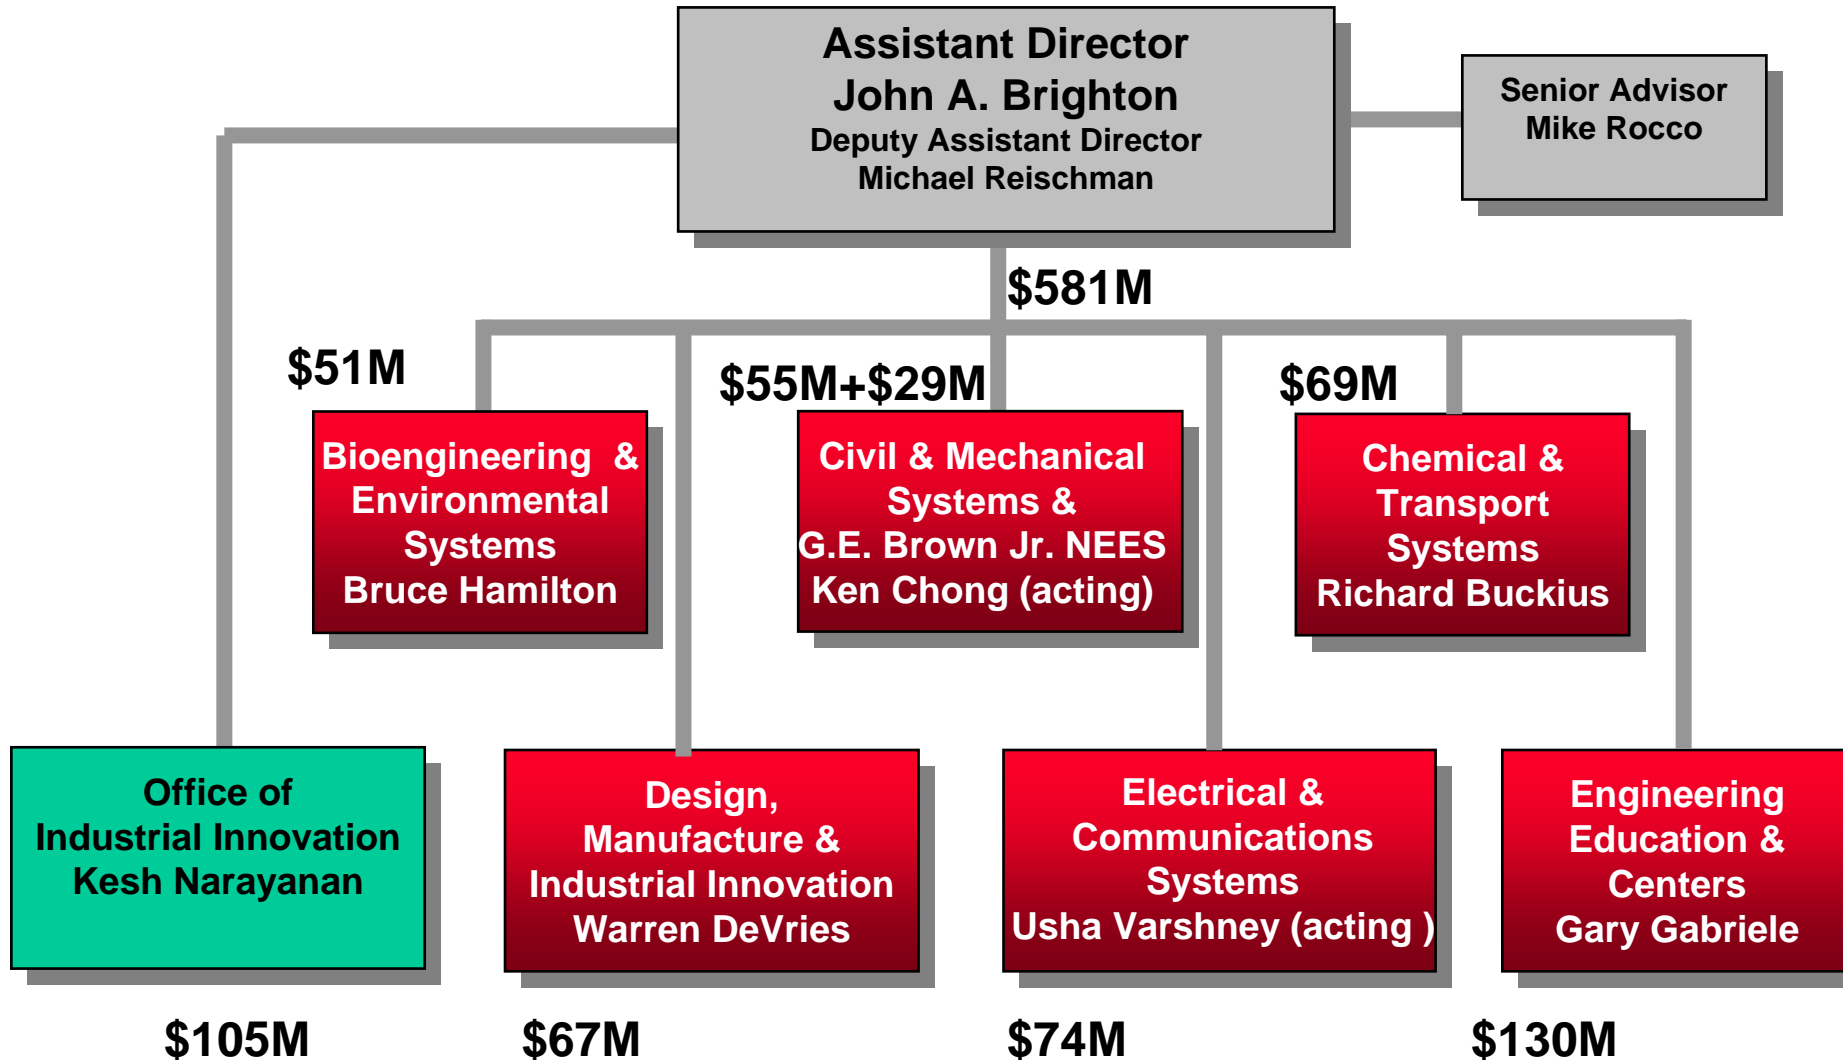 Assistant Director
John A. Brighton
Deputy Assistant Director
Michael Reischman
Senior Advisor
Mike Rocco
$581M
$51M
$55M+$29M
$69M
Bioengineering &
Environmental
Systems
Bruce Hamilton
Civil & Mechanical
Systems &
G.E. Brown Jr. NEES
Ken Chong (acting)
Chemical &
Transport
Systems
Richard Buckius
Office of
Industrial Innovation
Kesh Narayanan
Design,
Manufacture &
Industrial Innovation
Warren DeVries
Electrical &
Communications
Systems
Usha Varshney (acting )
Engineering
Education &
Centers
Gary Gabriele
$105M
$67M
$74M
$130M